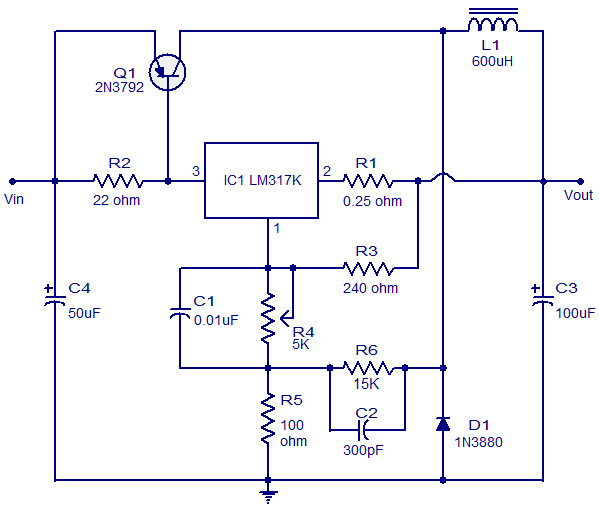 L1
600uH
Q1
2N3792
R2
22 ohm
3
IC1 LM317K
2
R1
0.25 ohm
Vin
Vout
1
R3
240 ohm
+
C4
50uF
C1
0.01uF
R4
5K
+
C3
100uF
R6
15K
R5
100
ohm
C2
300pF
D1
1N3880